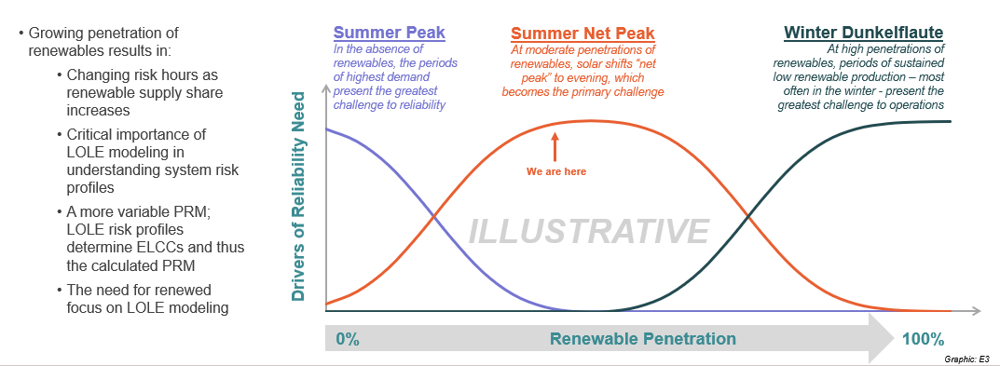 • Growing penetration of
renewables results in:
• Changing risk hours as
renewable supply share
increases
• Critical importance of
LOLE modeling in
understanding system risk
profiles
• A more variable PRM;
LOLE risk profiles
determine ELCCs and thus
the calculated PRM
• The need for renewed
focus on LOLE modeling
Summer Peak
In the absence of
renewables, the periods
of highest demand
present the greatest
challenge to reliability
Summer Net Peak
At moderate penetrations of
renewables, solar shifts “net
peak” to evening, which
becomes the primary challenge
Winter Dunkelflaute
At high penetrations of
renewables, periods of sustained
low renewable production – most
often in the winter - present the
greatest challenge to operations
Drivers of Reliability Need
We are here
ILLUSTRATIVE
0%
Renewable Penetration
100%
Graphic: E3